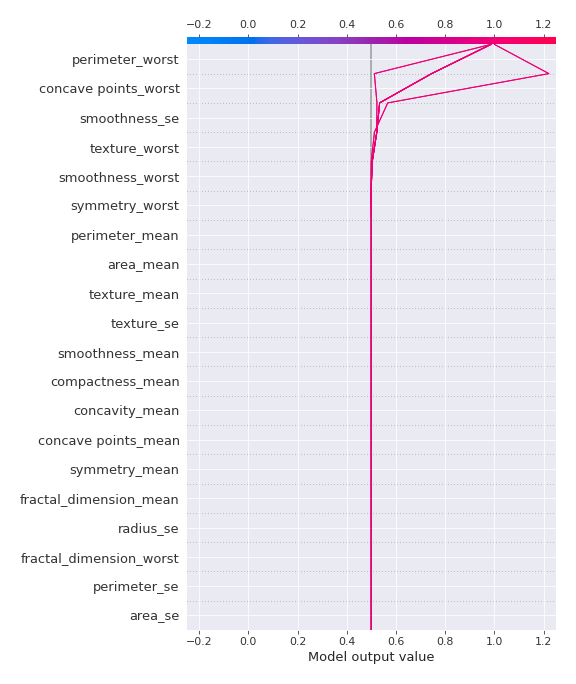 −0.2 0.0 0.2 0.4 0.6 0.8 1.0 1.2
perimeter_worst
concave points_worst
smoothness_se
texture_worst
smoothness_worst
symmetry_worst
perimeter_mean
area_mean
texture_mean
texture_se
smoothness_mean
compactness_mean
concavity_mean
concave points_mean
symmetry_mean
fractal_dimension_mean
radius_se
fractal_dimension_worst
perimeter_se
area_se
−0.2 0.0 0.2 0.4 0.6 0.8 1.0 1.2
Model output value